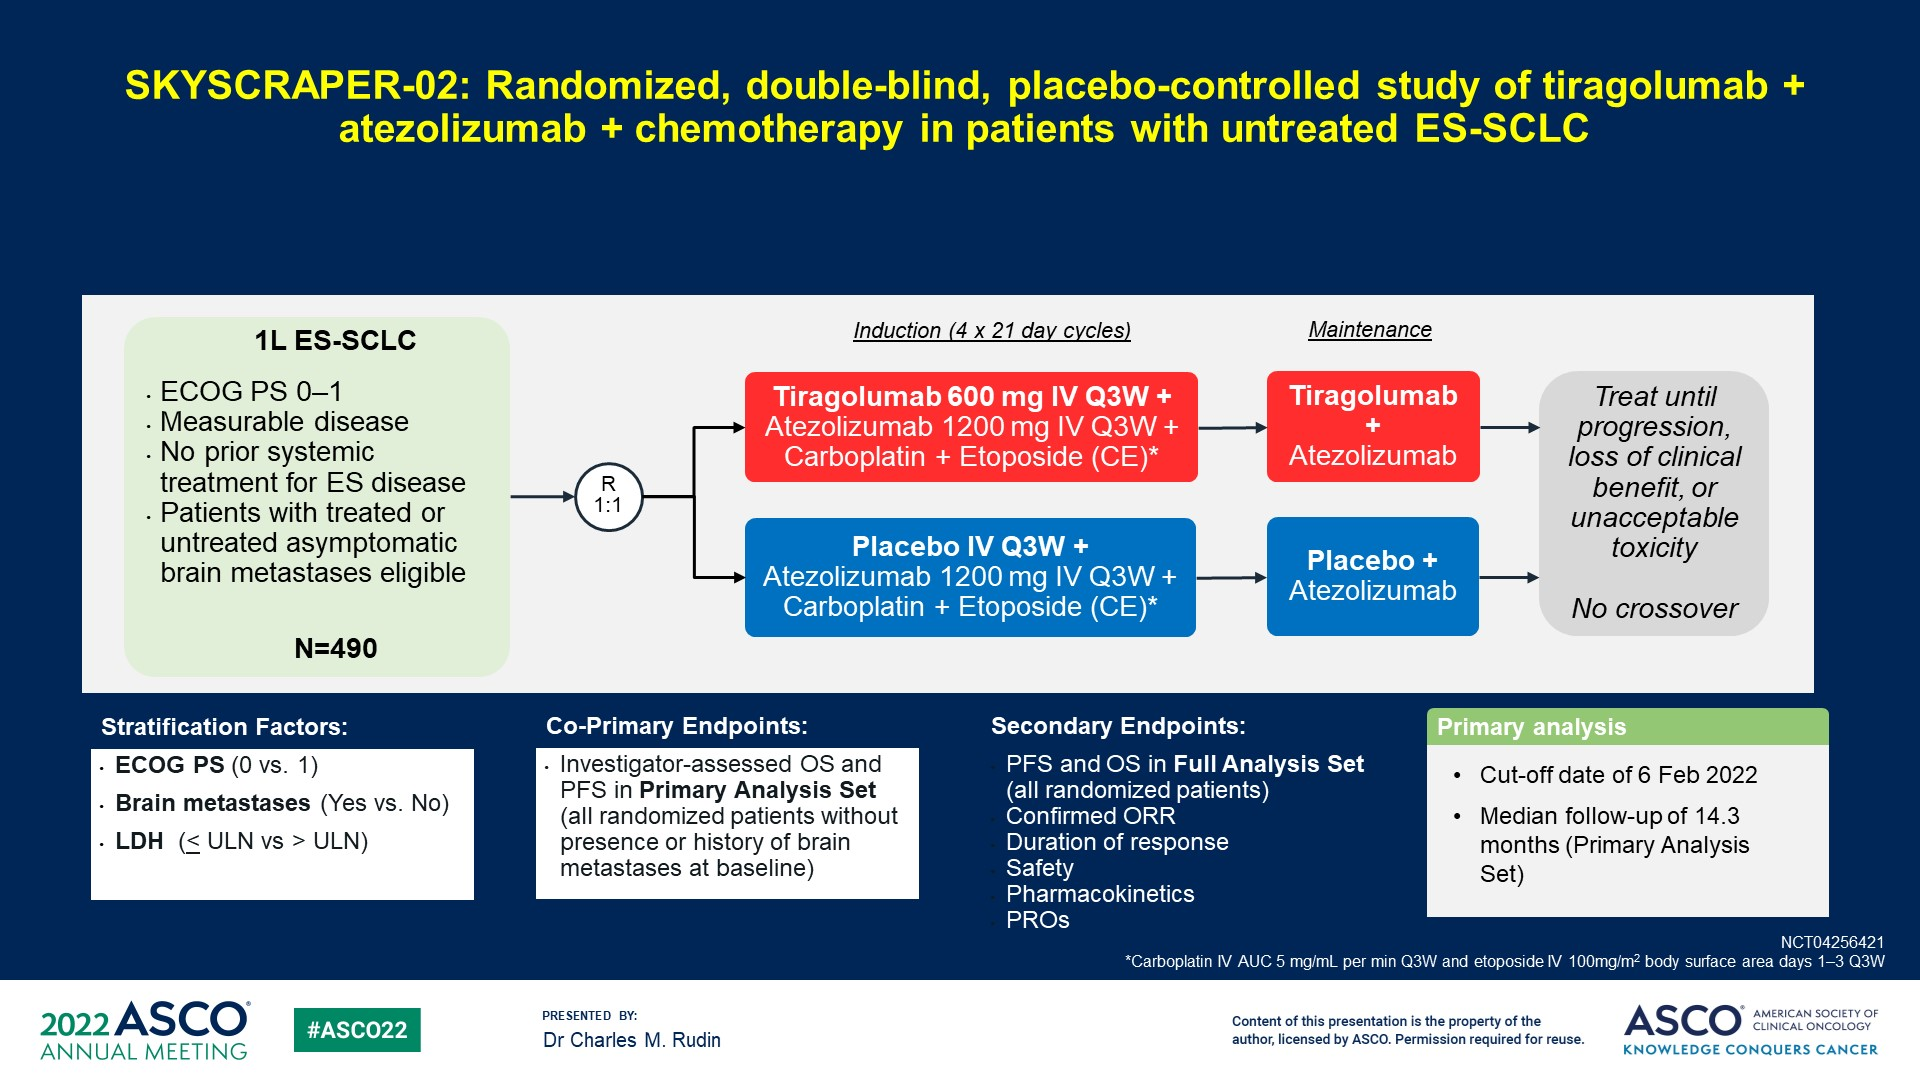 SKYSCRAPER-02: Randomized, double-blind, placebo-controlled study of tiragolumab +
atezolizumab + chemotherapy in patients with untreated ES-SCLC
1L ES-SCLC
· ECOG PS 0–1
· Measurable disease
· No prior systemic
treatment for ES disease
· Patients with treated or
untreated asymptomatic
brain metastases eligible
N=490
R
1:1
Induction (4 x 21 day cycles)
Tiragolumab 600 mg IV Q3W +
Atezolizumab 1200 mg IV Q3W +
Carboplatin + Etoposide (CE)*
Placebo IV Q3W +
Atezolizumab 1200 mg IV Q3W +
Carboplatin + Etoposide (CE)*
Maintenance
Tiragolumab
+
Atezolizumab
Placebo +
Atezolizumab
Treat until
progression,
loss of clinical
benefit, or
unacceptable
toxicity
No crossover
Stratification Factors:
· ECOG PS (0 vs. 1)
· Brain metastases (Yes vs. No)
· LDH (≤ ULN vs > ULN)
Co-Primary Endpoints:
· Investigator-assessed OS and
PFS in Primary Analysis Set
(all randomized patients without
presence or history of brain
metastases at baseline)
Secondary Endpoints:
· PFS and OS in Full Analysis Set
(all randomized patients)
· Confirmed ORR
· Duration of response
· Safety
· Pharmacokinetics
· PROs
Primary analysis
• Cut-off date of 6 Feb 2022
• Median follow-up of 14.3
months (Primary Analysis
Set)
NCT04256421
*Carboplatin IV AUC 5 mg/mL per min Q3W and etoposide IV 100mg/m² body surface area days 1–3 Q3W
2022 ASCO®
ANNUAL MEETING
#ASCO22
PRESENTED BY:
Dr Charles M. Rudin
Content of this presentation is the property of the
author, licensed by ASCO. Permission required for reuse.
ASCO® AMERICAN SOCIETY OF
CLINICAL ONCOLOGY
KNOWLEDGE CONQUERS CANCER